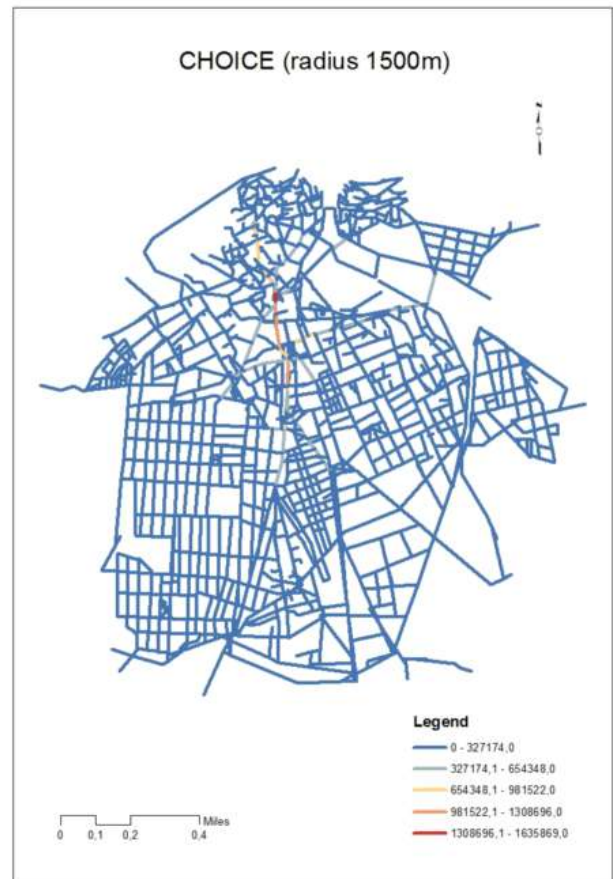 CHOICE (radius 1500m)
N
Legend
0 - 327174,0
327174,1 - 654348,0
654348,1 - 981522,0
981522,1 - 1308696,0
1308696,1 - 1635869,0
Miles
0 0,1 0,2 0,4